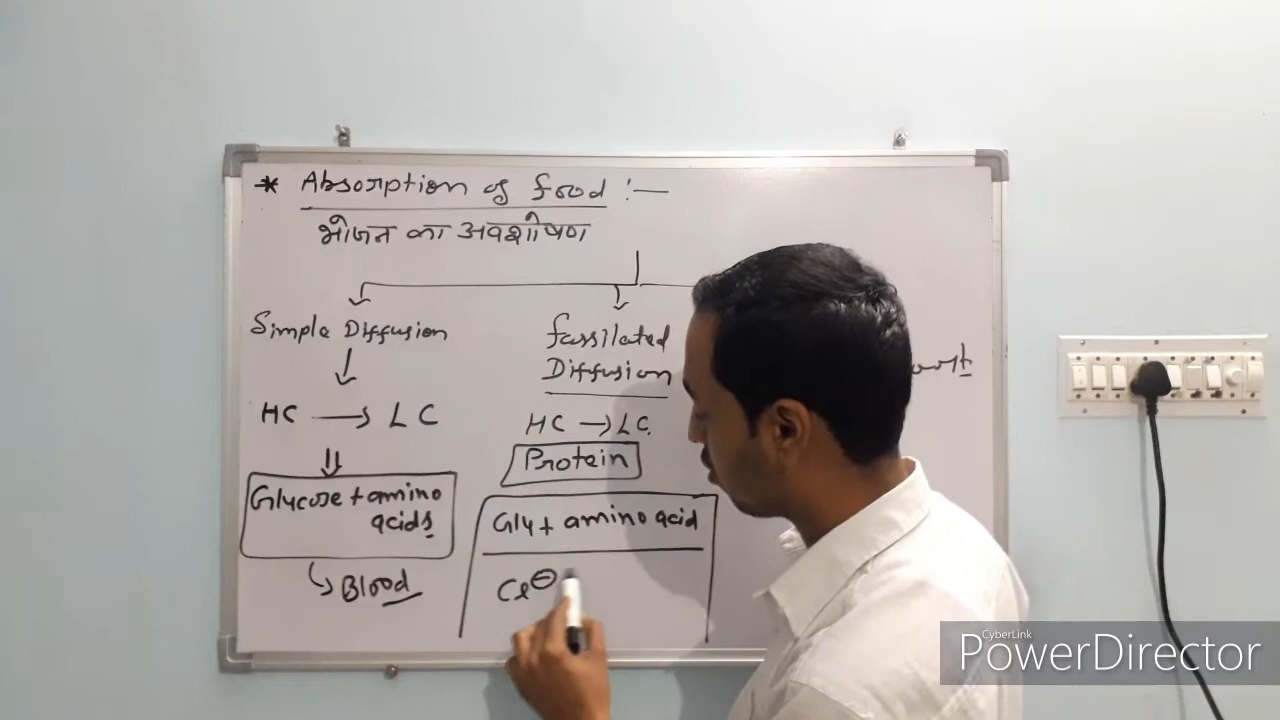 * Absorption of food :—
भोजन का अवशोषण
Simple Diffusion
HC → LC
Glycose + amino
acids
Blood
fassilated
Diffusion
HC → LC
Protein
Gly + amino acid
Cl⊖
CyberLink
PowerDirector